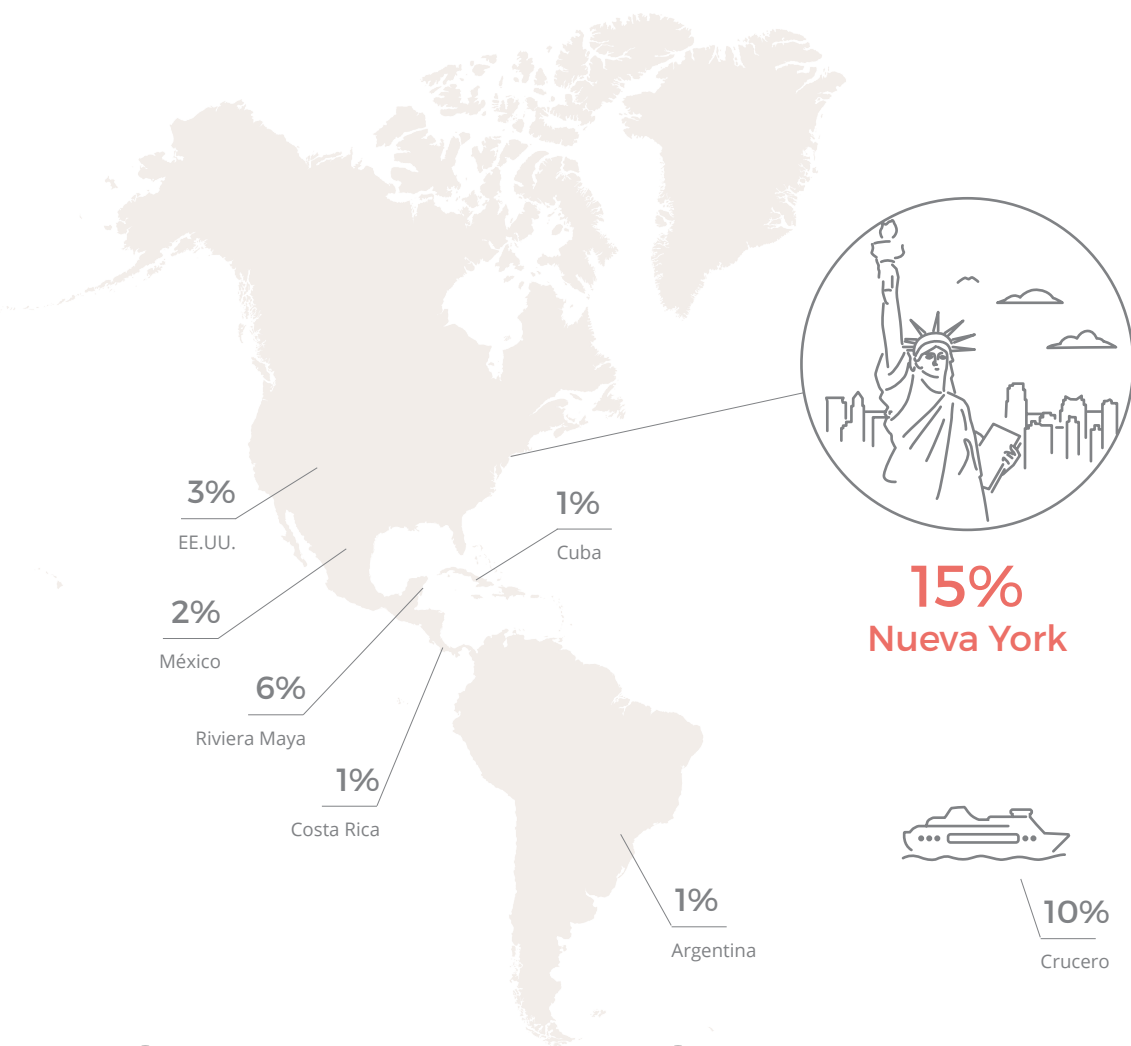 3%
EE.UU.
1%
Cuba
15%
Nueva York
2%
México
6%
Riviera Maya
1%
Costa Rica
1%
Argentina
10%
Crucero